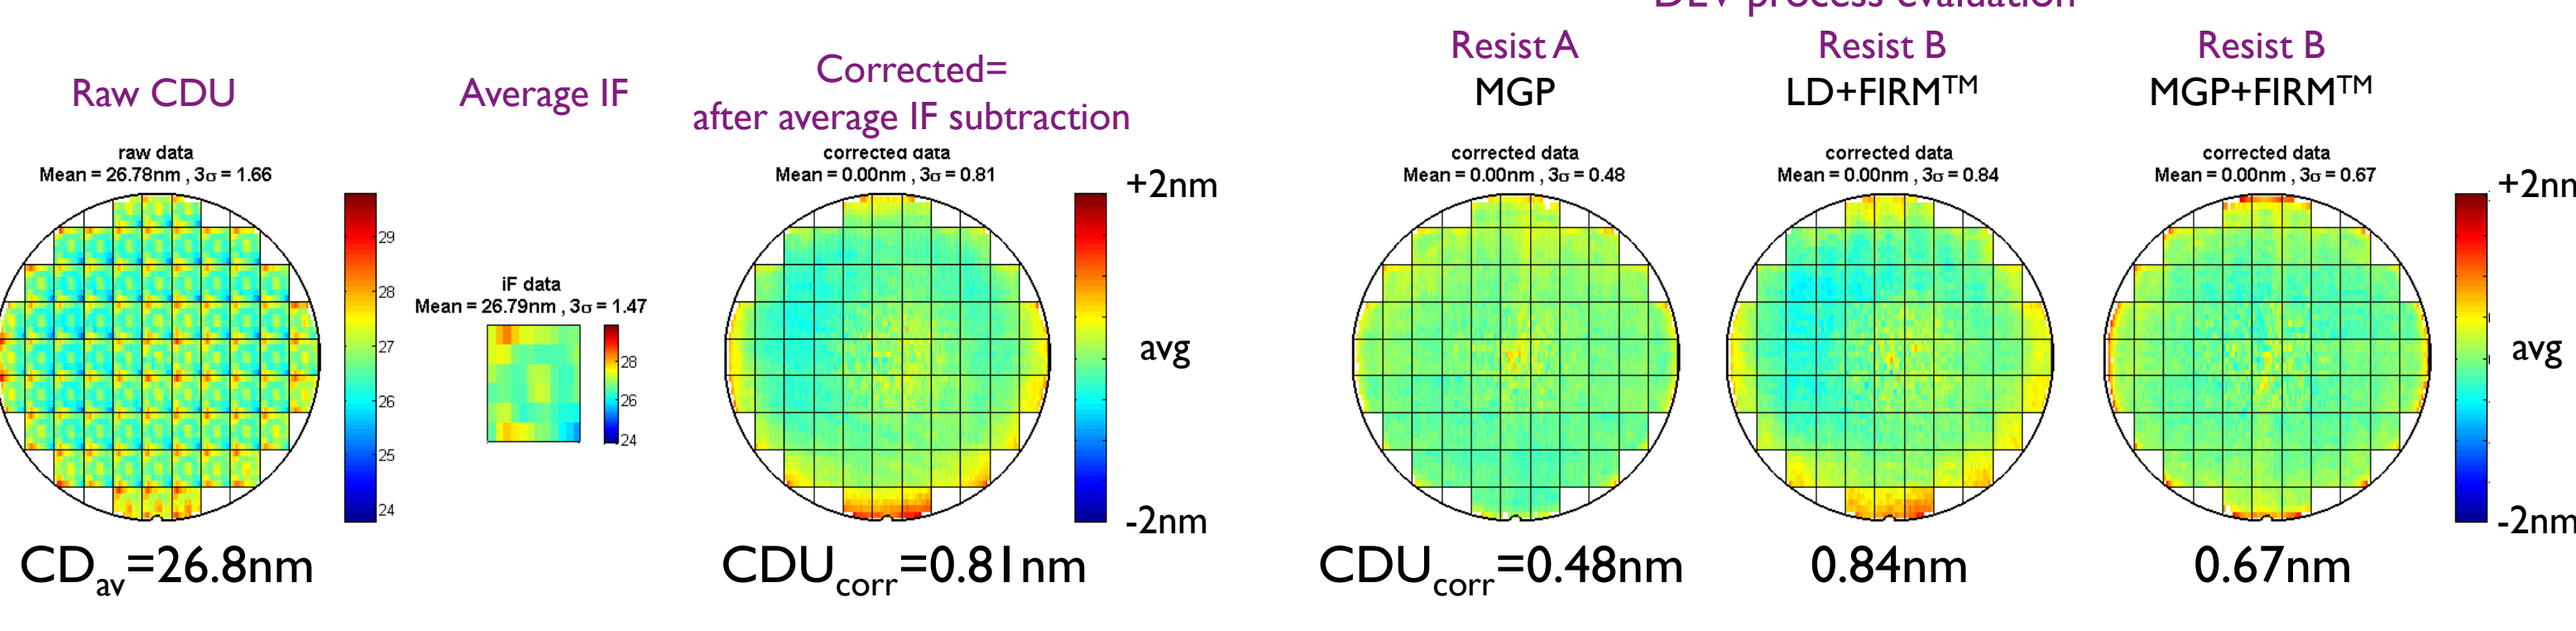 DEV process evaluation
Raw CDU
Average IF
Corrected=
after average IF subtraction
Resist A
MGP
Resist B
LD+FIRM™
Resist B
MGP+FIRM™
raw data
Mean = 26.78nm , 3σ = 1.66
29
28
27
26
25
24
CDav=26.8nm
iF data
Mean = 26.79nm , 3σ = 1.47
28
26
24
corrected data
Mean = 0.00nm , 3σ = 0.81
+2nm
avg
-2nm
CDUcorr=0.81nm
corrected data
Mean = 0.00nm , 3σ = 0.48
CDUcorr=0.48nm
corrected data
Mean = 0.00nm , 3σ = 0.84
0.84nm
corrected data
Mean = 0.00nm , 3σ = 0.67
0.67nm
+2nm
avg
-2nm